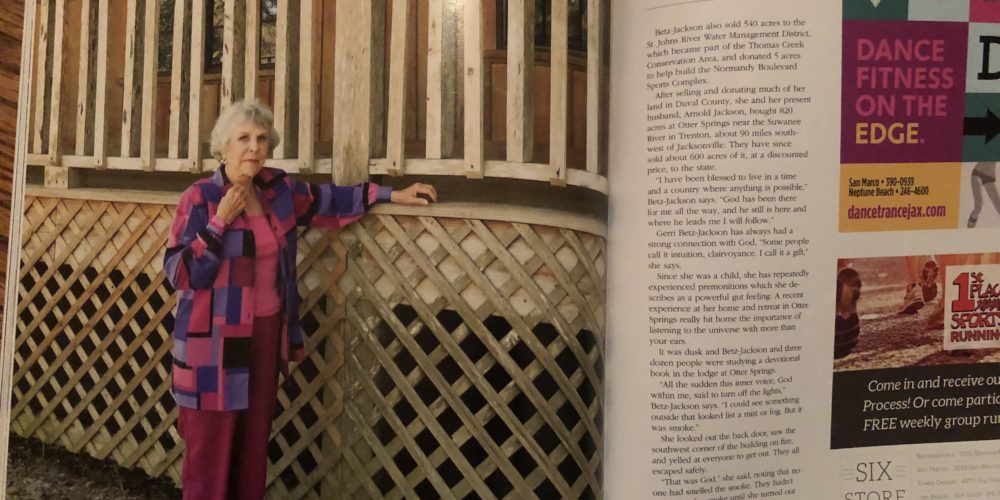 Betz-Jackson also sold 540 acres to the
St. Johns River Water Management District,
which became part of the Thomas Creek
Conservation Area, and donated 5 acres
to help build the Normandy Boulevard
Sports Complex.
After selling and donating much of her
land in Duval County, she and her present
husband, Arnold Jackson, bought 820
acres at Otter Springs near the Suwanee
River in Trenton, about 90 miles south-
west of Jacksonville. They have since
sold about 600 acres of it, at a discounted
price, to the state.
"I have been blessed to live in a time
and a country where anything is possible,"
Betz-Jackson says. "God has been there
for me all the way, and he still is here and
where he leads me I will follow."
Gerri Betz-Jackson has always had a
strong connection with God, "Some people
call it intuition, clairvoyance. I call it a gift,"
she says.
Since she was a child, she has repeatedly
experienced premonitions which she de-
scribes as a powerful gut feeling. A recent
experience at her home and retreat in Otter
Springs really hit home the importance of
listening to the universe with more than
your ears.
It was dusk and Betz-Jackson and three
dozen people were studying a devotional
book in the lodge at Otter Springs.
"All the sudden this inner voice, God
within me, said to turn off the lights,"
Betz-Jackson says. "I could see something
outside that looked list a mist or fog. But it
was smoke."
She looked out the back door, saw the
southwest corner of the building on fire,
and yelled at everyone to get out. They all
escaped safely.
"That was God," she said, noting that no
one had smelled the smoke. They hadn't
until she turned
DANCE
FITNESS
ON THE
EDGE.
D
San Marco • 390-0939
Neptune Beach • 246-4600
dancetrancejax.com
1St
PLAC
SPORTS
RUNNING
Come in and receive ou
Process! Or come partic
FREE weekly group ru
SIX
STORE